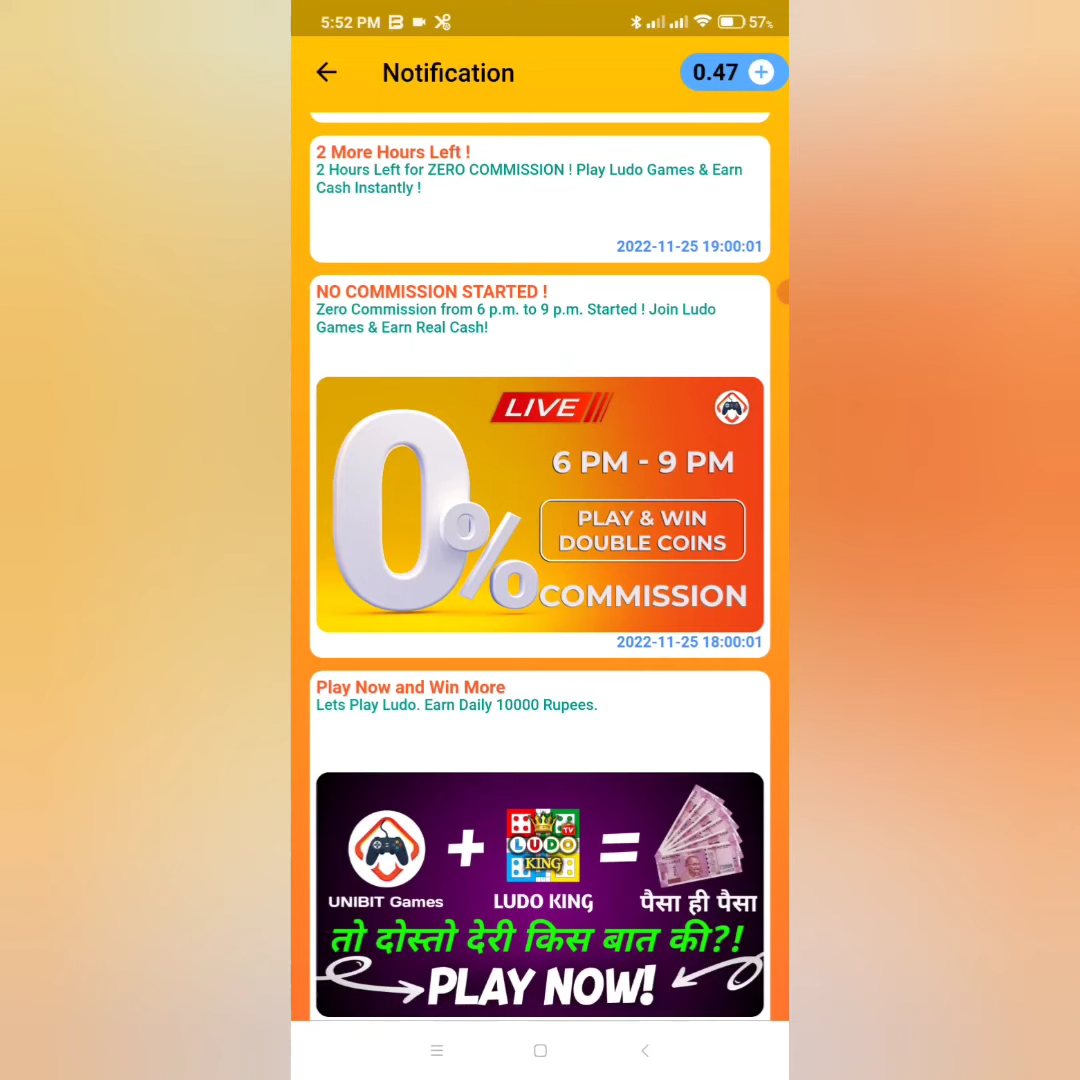 5:52 PM
57%
Notification
0.47
2 More Hours Left !
2 Hours Left for ZERO COMMISSION ! Play Ludo Games & Earn
Cash Instantly !
2022-11-25 19:00:01
NO COMMISSION STARTED !
Zero Commission from 6 p.m. to 9 p.m. Started ! Join Ludo
Games & Earn Real Cash!
LIVE
6 PM - 9 PM
0%
PLAY & WIN
DOUBLE COINS
COMMISSION
2022-11-25 18:00:01
Play Now and Win More
Lets Play Ludo. Earn Daily 10000 Rupees.
+
=
TV
LUDO
KING
UNIBIT Games
LUDO KING
पैसा ही पैसा
तो दोस्तो देरी किस बात की?!
PLAY NOW!